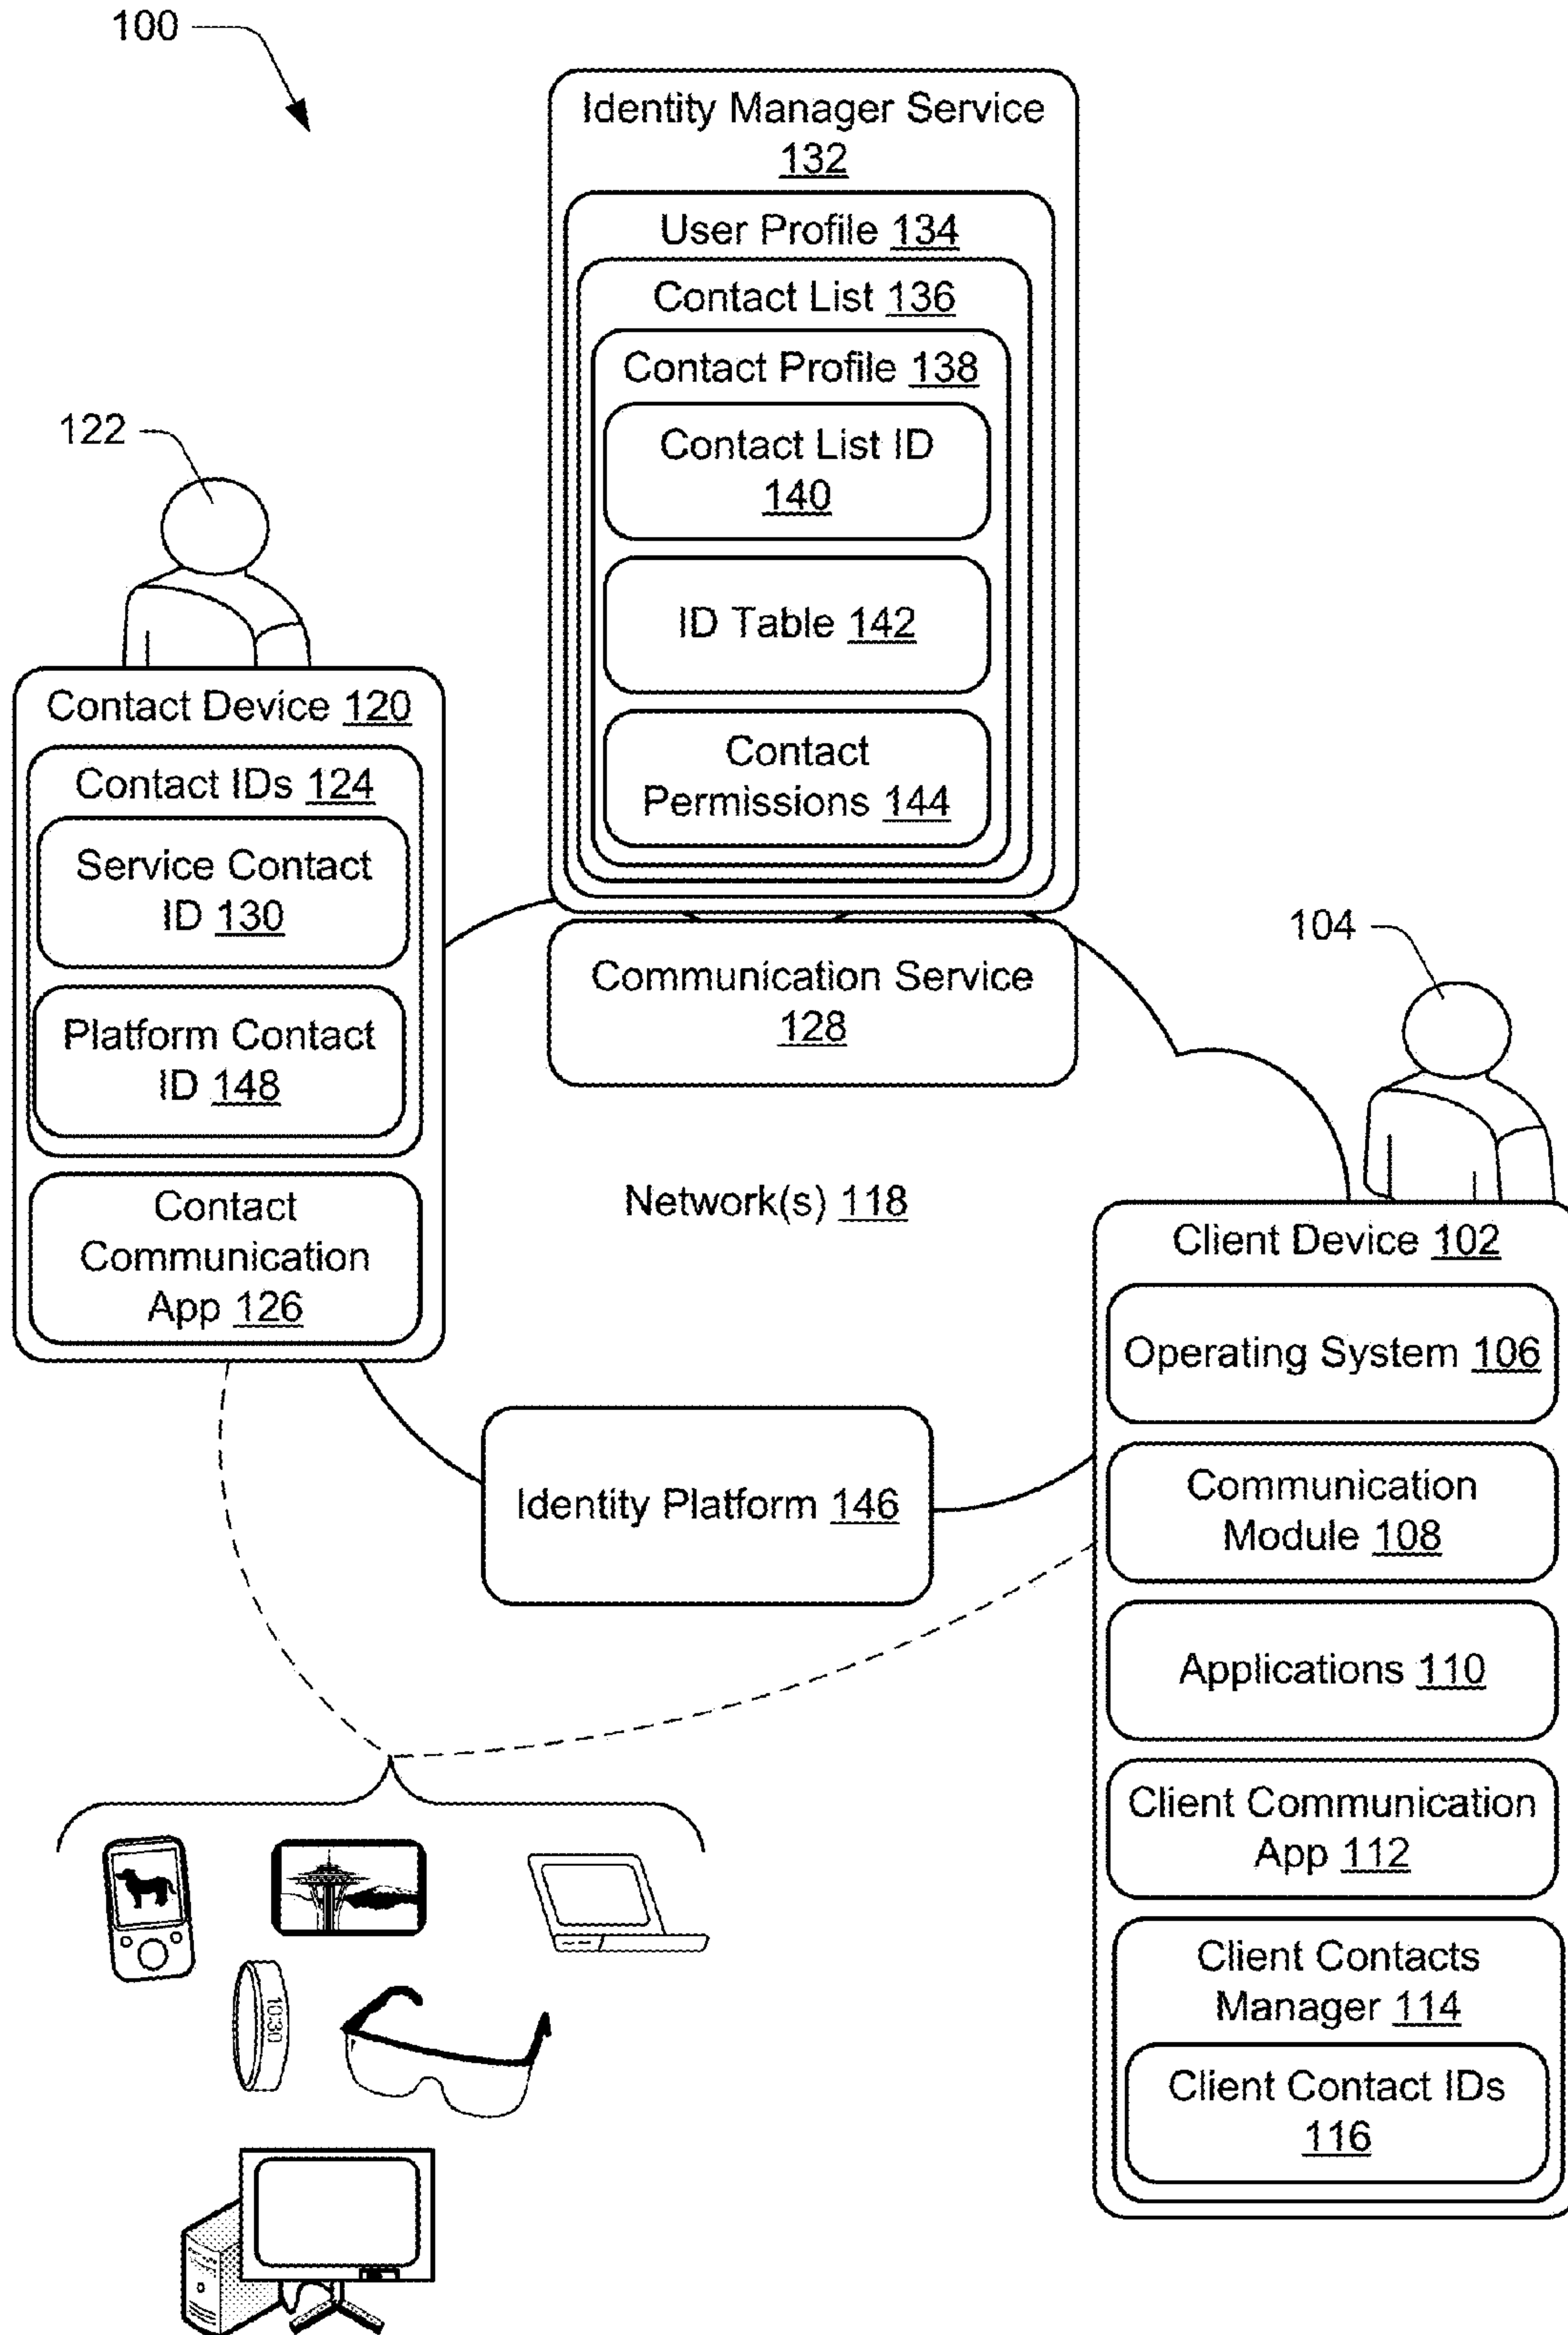 100
Identity Manager Service
132
User Profile 134
Contact List 136
Contact Profile 138
Contact List ID
140
ID Table 142
Contact
Permissions 144
122
Contact Device 120
Contact IDs 124
Service Contact
ID 130
Platform Contact
ID 148
Contact
Communication
App 126
Communication Service
128
104
Network(s) 118
Client Device 102
Operating System 106
Communication
Module 108
Applications 110
Client Communication
App 112
Client Contacts
Manager 114
Client Contact IDs
116
Identity Platform 146
10:30